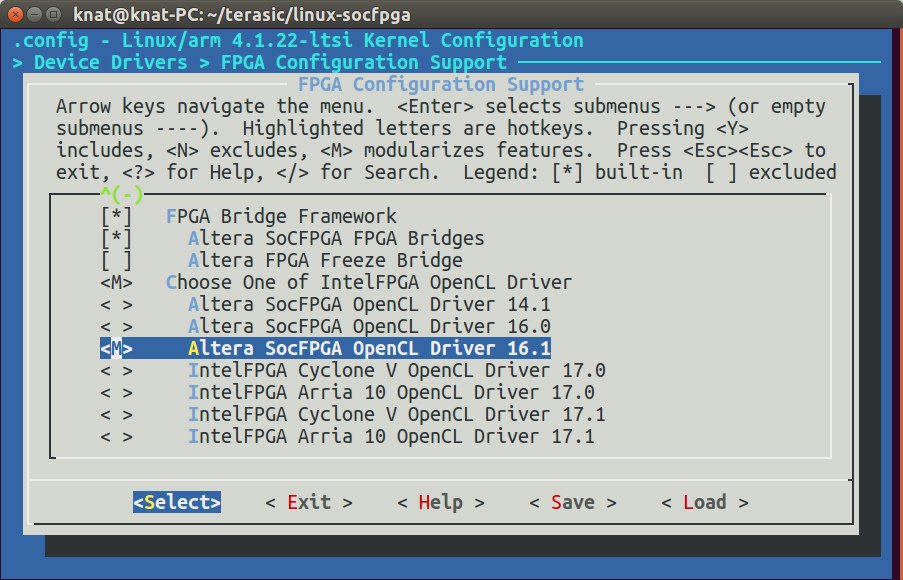 knat@knat-PC: ~/terasic/linux-socfpga
.config - Linux/arm 4.1.22-ltsi Kernel Configuration
> Device Drivers > FPGA Configuration Support
FPGA Configuration Support
Arrow keys navigate the menu.  <Enter> selects submenus ---> (or empty
submenus ----).  Highlighted letters are hotkeys.  Pressing <Y>
includes, <N> excludes, <M> modularizes features.  Press <Esc><Esc> to
exit, <?> for Help, </> for Search.  Legend: [*] built-in  [ ] excluded
^(-)
[*]   FPGA Bridge Framework
[*]     Altera SoCFPGA FPGA Bridges
[ ]     Altera FPGA Freeze Bridge
<M>   Choose One of IntelFPGA OpenCL Driver
< >     Altera SocFPGA OpenCL Driver 14.1
< >     Altera SocFPGA OpenCL Driver 16.0
<M>     Altera SocFPGA OpenCL Driver 16.1
< >     IntelFPGA Cyclone V OpenCL Driver 17.0
< >     IntelFPGA Arria 10 OpenCL Driver 17.0
< >     IntelFPGA Cyclone V OpenCL Driver 17.1
< >     IntelFPGA Arria 10 OpenCL Driver 17.1
<Select>    < Exit >    < Help >    < Save >    < Load >